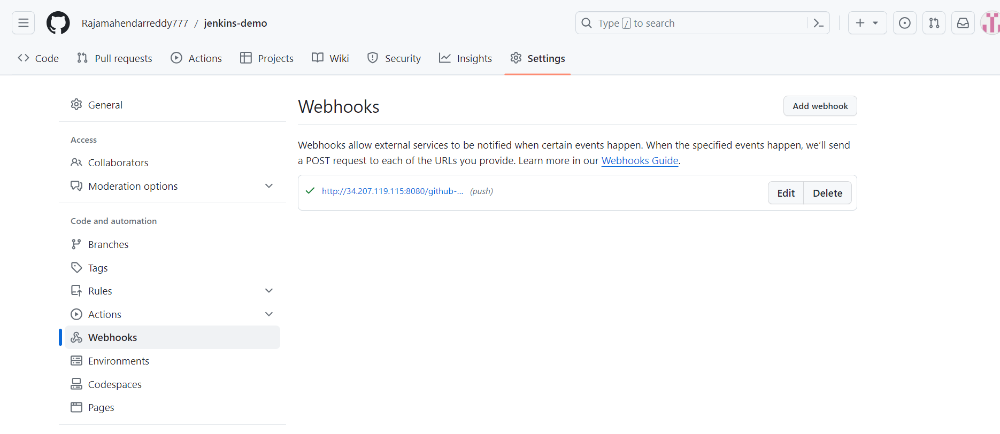 Rajamahendarreddy777 / jenkins-demo
Type / to search
Code
Pull requests
Actions
Projects
Wiki
Security
Insights
Settings
General
Access
Collaborators
Moderation options
Code and automation
Branches
Tags
Rules
Actions
Webhooks
Environments
Codespaces
Pages
Webhooks
Add webhook
Webhooks allow external services to be notified when certain events happen. When the specified events happen, we’ll send
a POST request to each of the URLs you provide. Learn more in our Webhooks Guide.
http://34.207.119.115:8080/github-... (push)
Edit
Delete